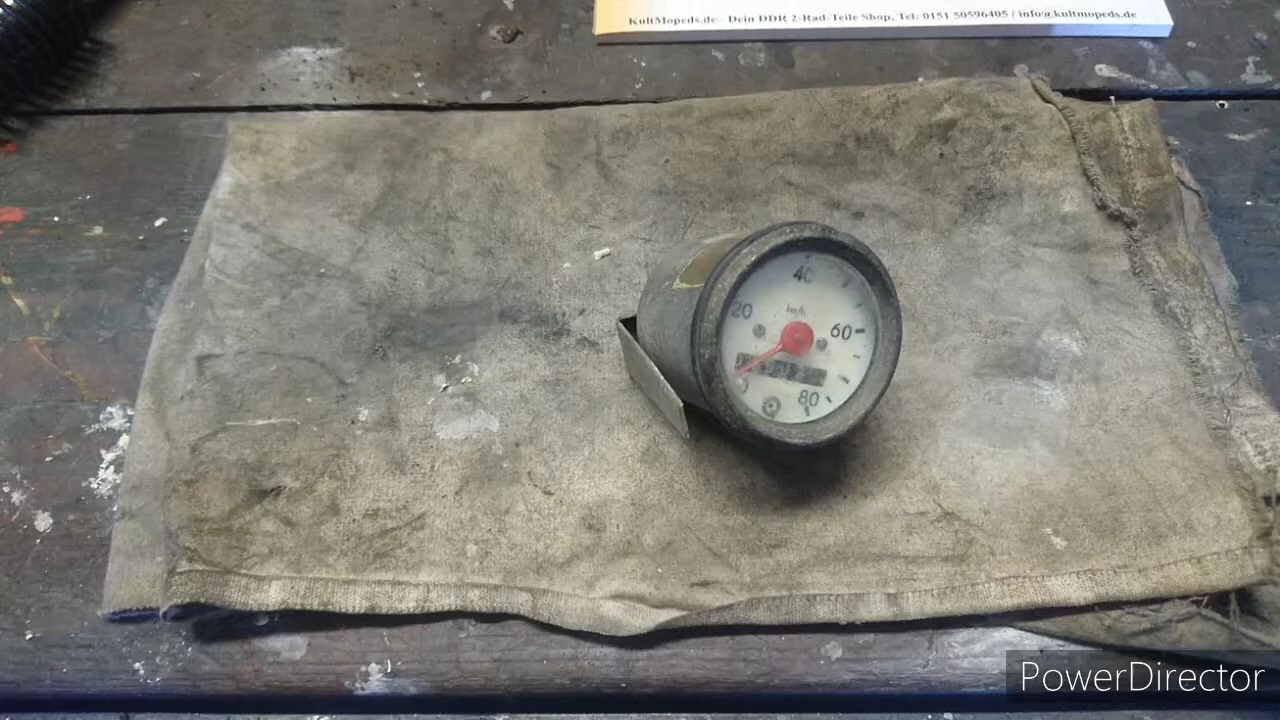 KultMopeds.de - Dein DDR 2-Rad-Teile Shop, Tel: 0151 50596405 / info@kultmopeds.de
40
20
km/h
60
80
PowerDirector